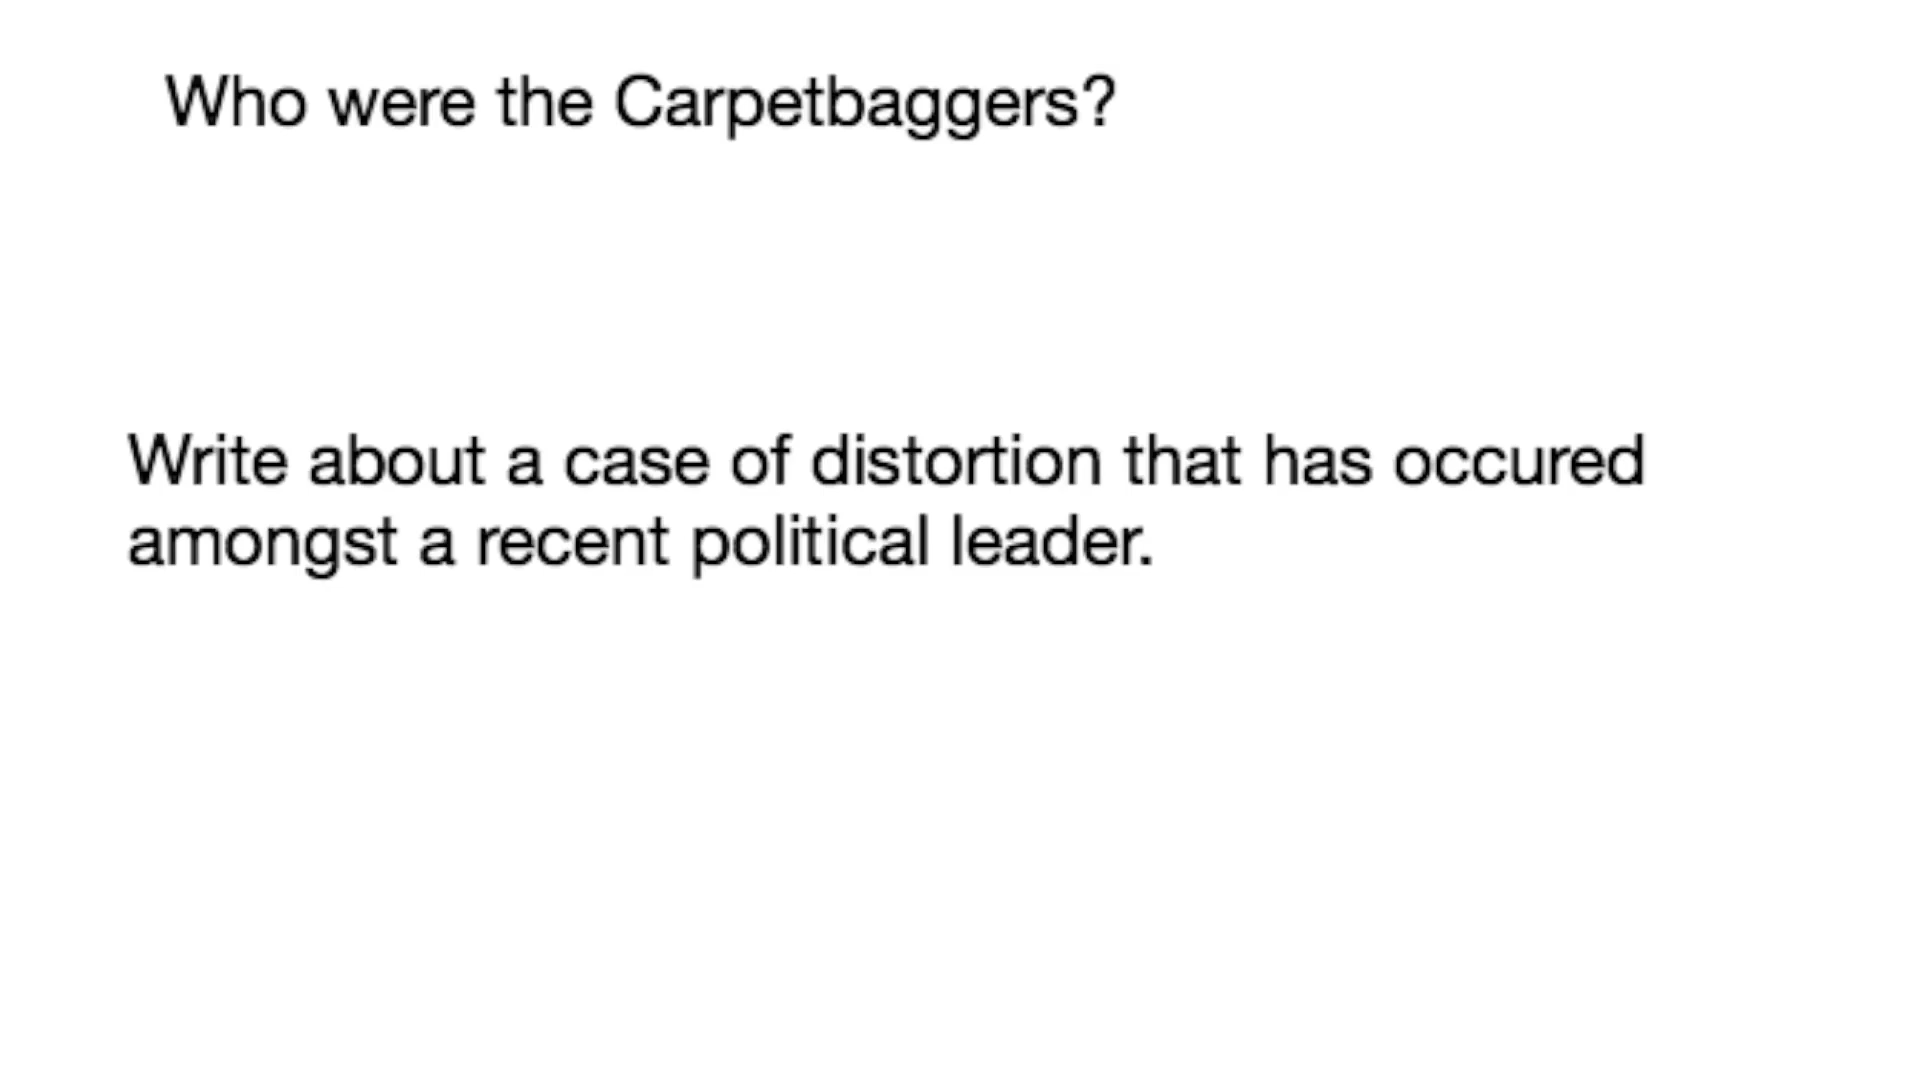 Who were the Carpetbaggers?
Write about a case of distortion that has occured
amongst a recent political leader.